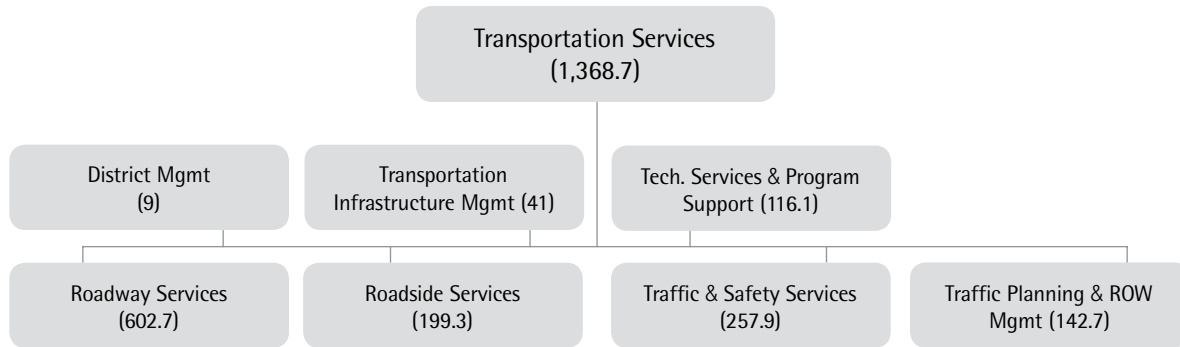 Transportation Services
(1,368.7)
District Mgmt
(9)
Transportation
Infrastructure Mgmt (41)
Tech. Services & Program
Support (116.1)
Roadway Services
(602.7)
Roadside Services
(199.3)
Traffic & Safety Services
(257.9)
Traffic Planning & ROW
Mgmt (142.7)